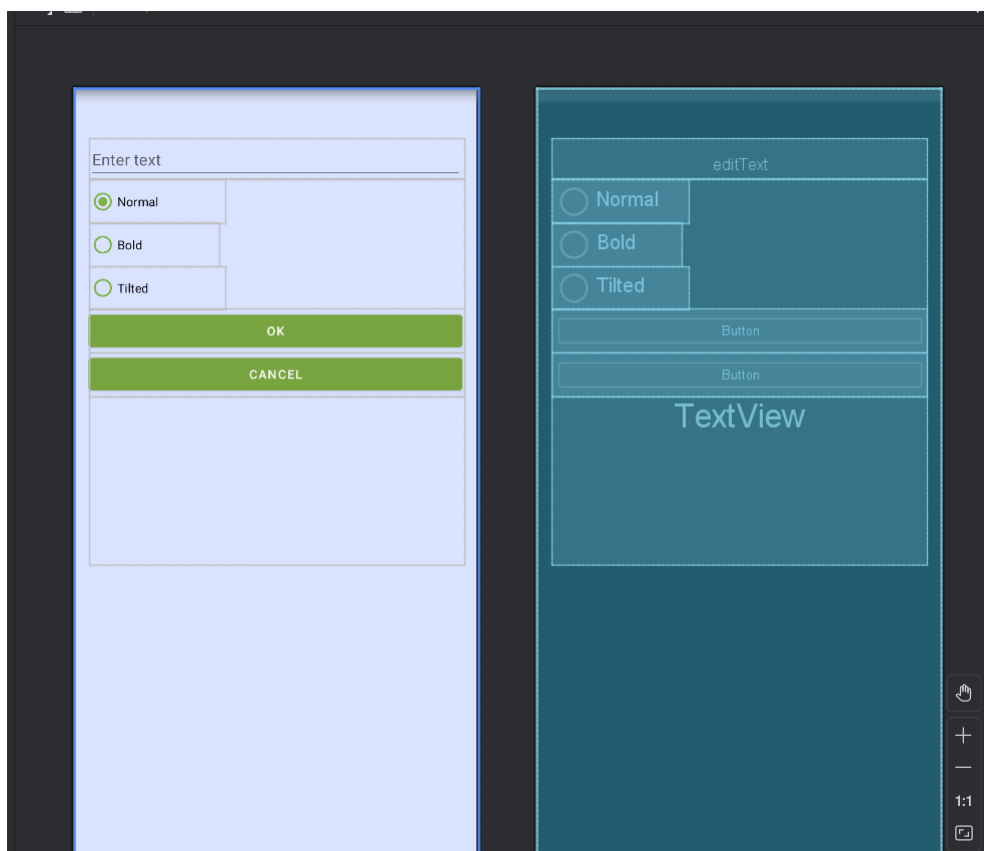 Enter text
Normal
Bold
Tilted
OK
CANCEL
editText
Normal
Bold
Tilted
Button
Button
TextView
1:1